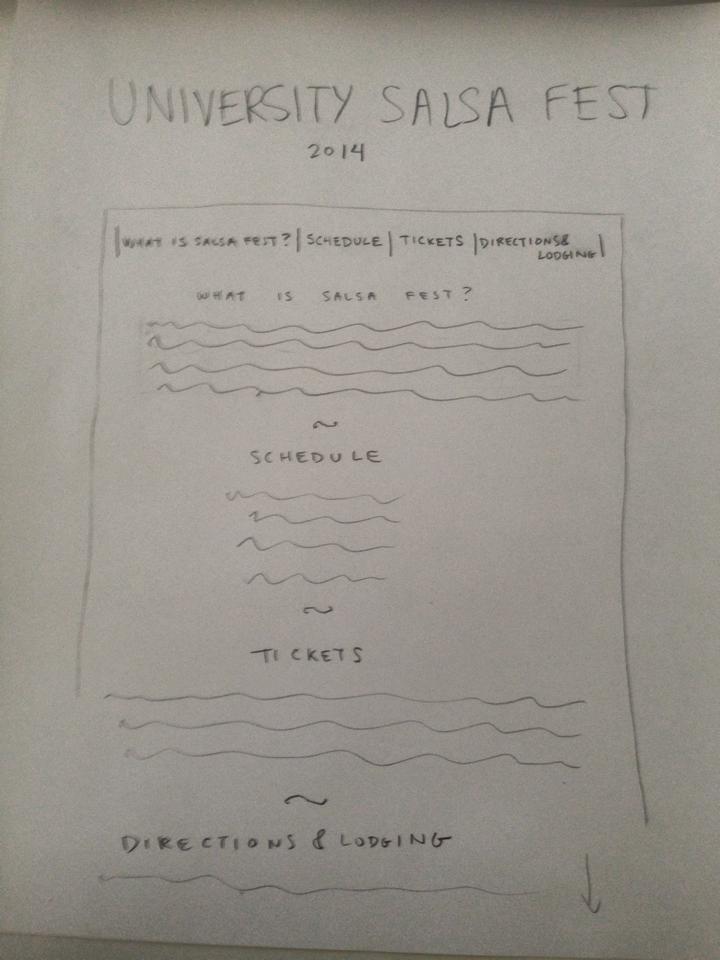 UNIVERSITY SALSA FEST
2014
|WHAT IS SALSA FEST?|SCHEDULE|TICKETS|DIRECTIONS&
LODGING|
WHAT IS SALSA FEST?
~
SCHEDULE
~
TICKETS
~
DIRECTIONS & LODGING